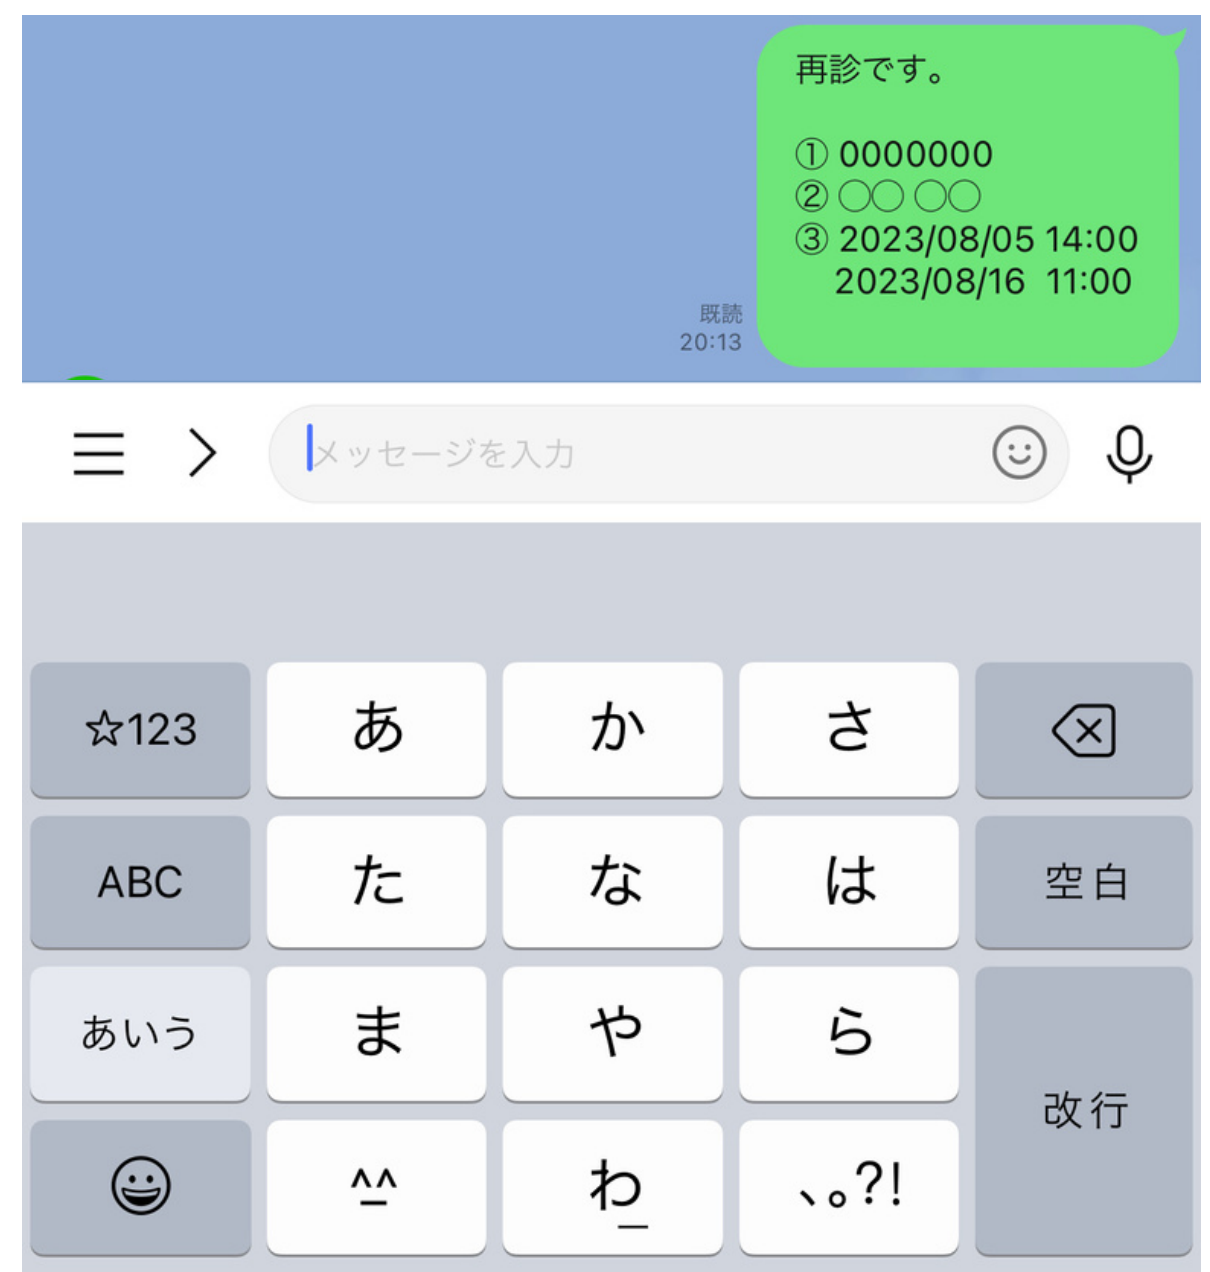 再診です。
① 0000000
② ○○ ○○
③ 2023/08/05 14:00
2023/08/16 11:00
既読
20:13
メッセージを入力
☆123 あ か さ
ABC た な は 空白
あいう ま や ら
改行
^_^ わ_ 、。?!